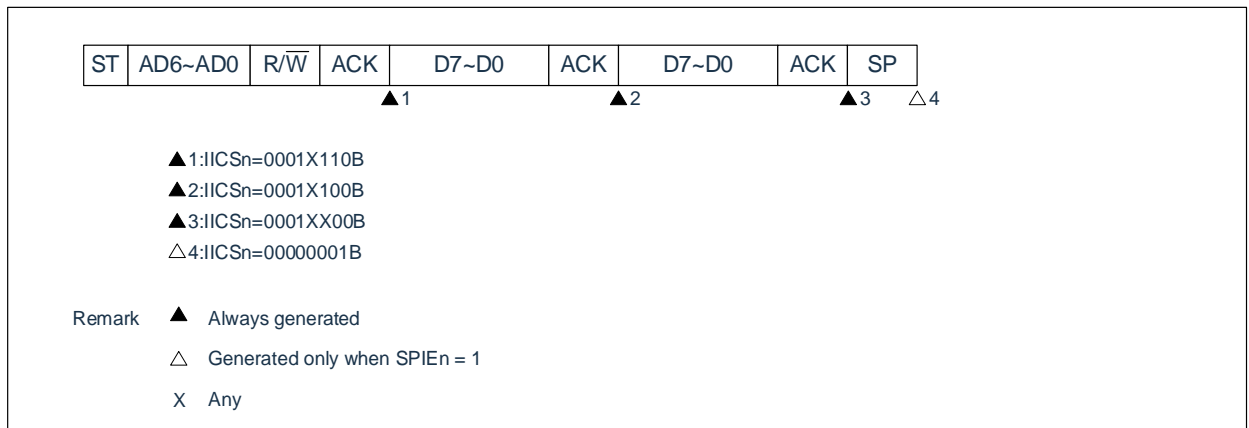 ST AD6~AD0 R/W̅ ACK D7~D0 ACK D7~D0 ACK SP
▲1 ▲2 ▲3 △4
▲1:IICSn=0001X110B
▲2:IICSn=0001X100B
▲3:IICSn=0001XX00B
△4:IICSn=00000001B
Remark ▲ Always generated
△ Generated only when SPIEn = 1
X Any